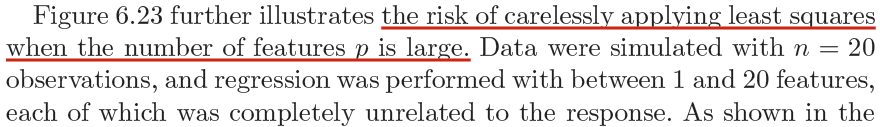 Figure 6.23 further illustrates the risk of carelessly applying least squares
when the number of features p is large. Data were simulated with n = 20
observations, and regression was performed with between 1 and 20 features,
each of which was completely unrelated to the response. As shown in the